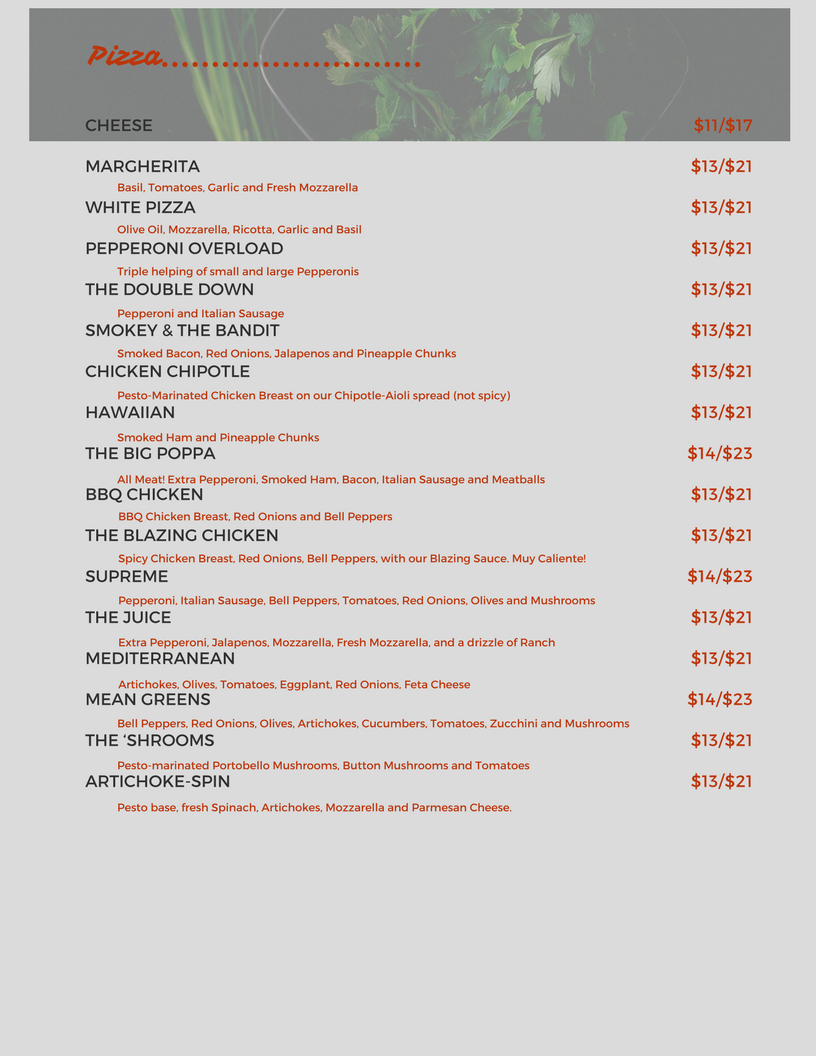 Pizza..........................
CHEESE $11/$17
MARGHERITA $13/$21
Basil, Tomatoes, Garlic and Fresh Mozzarella
WHITE PIZZA $13/$21
Olive Oil, Mozzarella, Ricotta, Garlic and Basil
PEPPERONI OVERLOAD $13/$21
Triple helping of small and large Pepperonis
THE DOUBLE DOWN $13/$21
Pepperoni and Italian Sausage
SMOKEY & THE BANDIT $13/$21
Smoked Bacon, Red Onions, Jalapenos and Pineapple Chunks
CHICKEN CHIPOTLE $13/$21
Pesto-Marinated Chicken Breast on our Chipotle-Aioli spread (not spicy)
HAWAIIAN $13/$21
Smoked Ham and Pineapple Chunks
THE BIG POPPA $14/$23
All Meat! Extra Pepperoni, Smoked Ham, Bacon, Italian Sausage and Meatballs
BBQ CHICKEN $13/$21
BBQ Chicken Breast, Red Onions and Bell Peppers
THE BLAZING CHICKEN $13/$21
Spicy Chicken Breast, Red Onions, Bell Peppers, with our Blazing Sauce. Muy Caliente!
SUPREME $14/$23
Pepperoni, Italian Sausage, Bell Peppers, Tomatoes, Red Onions, Olives and Mushrooms
THE JUICE $13/$21
Extra Pepperoni, Jalapenos, Mozzarella, Fresh Mozzarella, and a drizzle of Ranch
MEDITERRANEAN $13/$21
Artichokes, Olives, Tomatoes, Eggplant, Red Onions, Feta Cheese
MEAN GREENS $14/$23
Bell Peppers, Red Onions, Olives, Artichokes, Cucumbers, Tomatoes, Zucchini and Mushrooms
THE ‘SHROOMS $13/$21
Pesto-marinated Portobello Mushrooms, Button Mushrooms and Tomatoes
ARTICHOKE-SPIN $13/$21
Pesto base, fresh Spinach, Artichokes, Mozzarella and Parmesan Cheese.